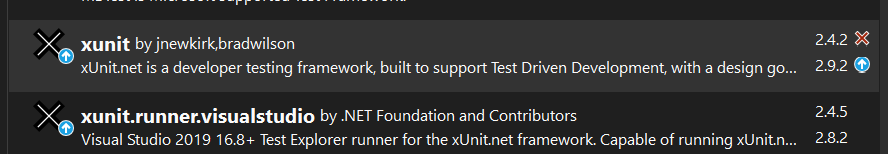 xunit by jnewkirk,bradwilson 2.4.2
xUnit.net is a developer testing framework, built to support Test Driven Development, with a design go... 2.9.2
xunit.runner.visualstudio by .NET Foundation and Contributors 2.4.5
Visual Studio 2019 16.8+ Test Explorer runner for the xUnit.net framework. Capable of running xUnit.n... 2.8.2